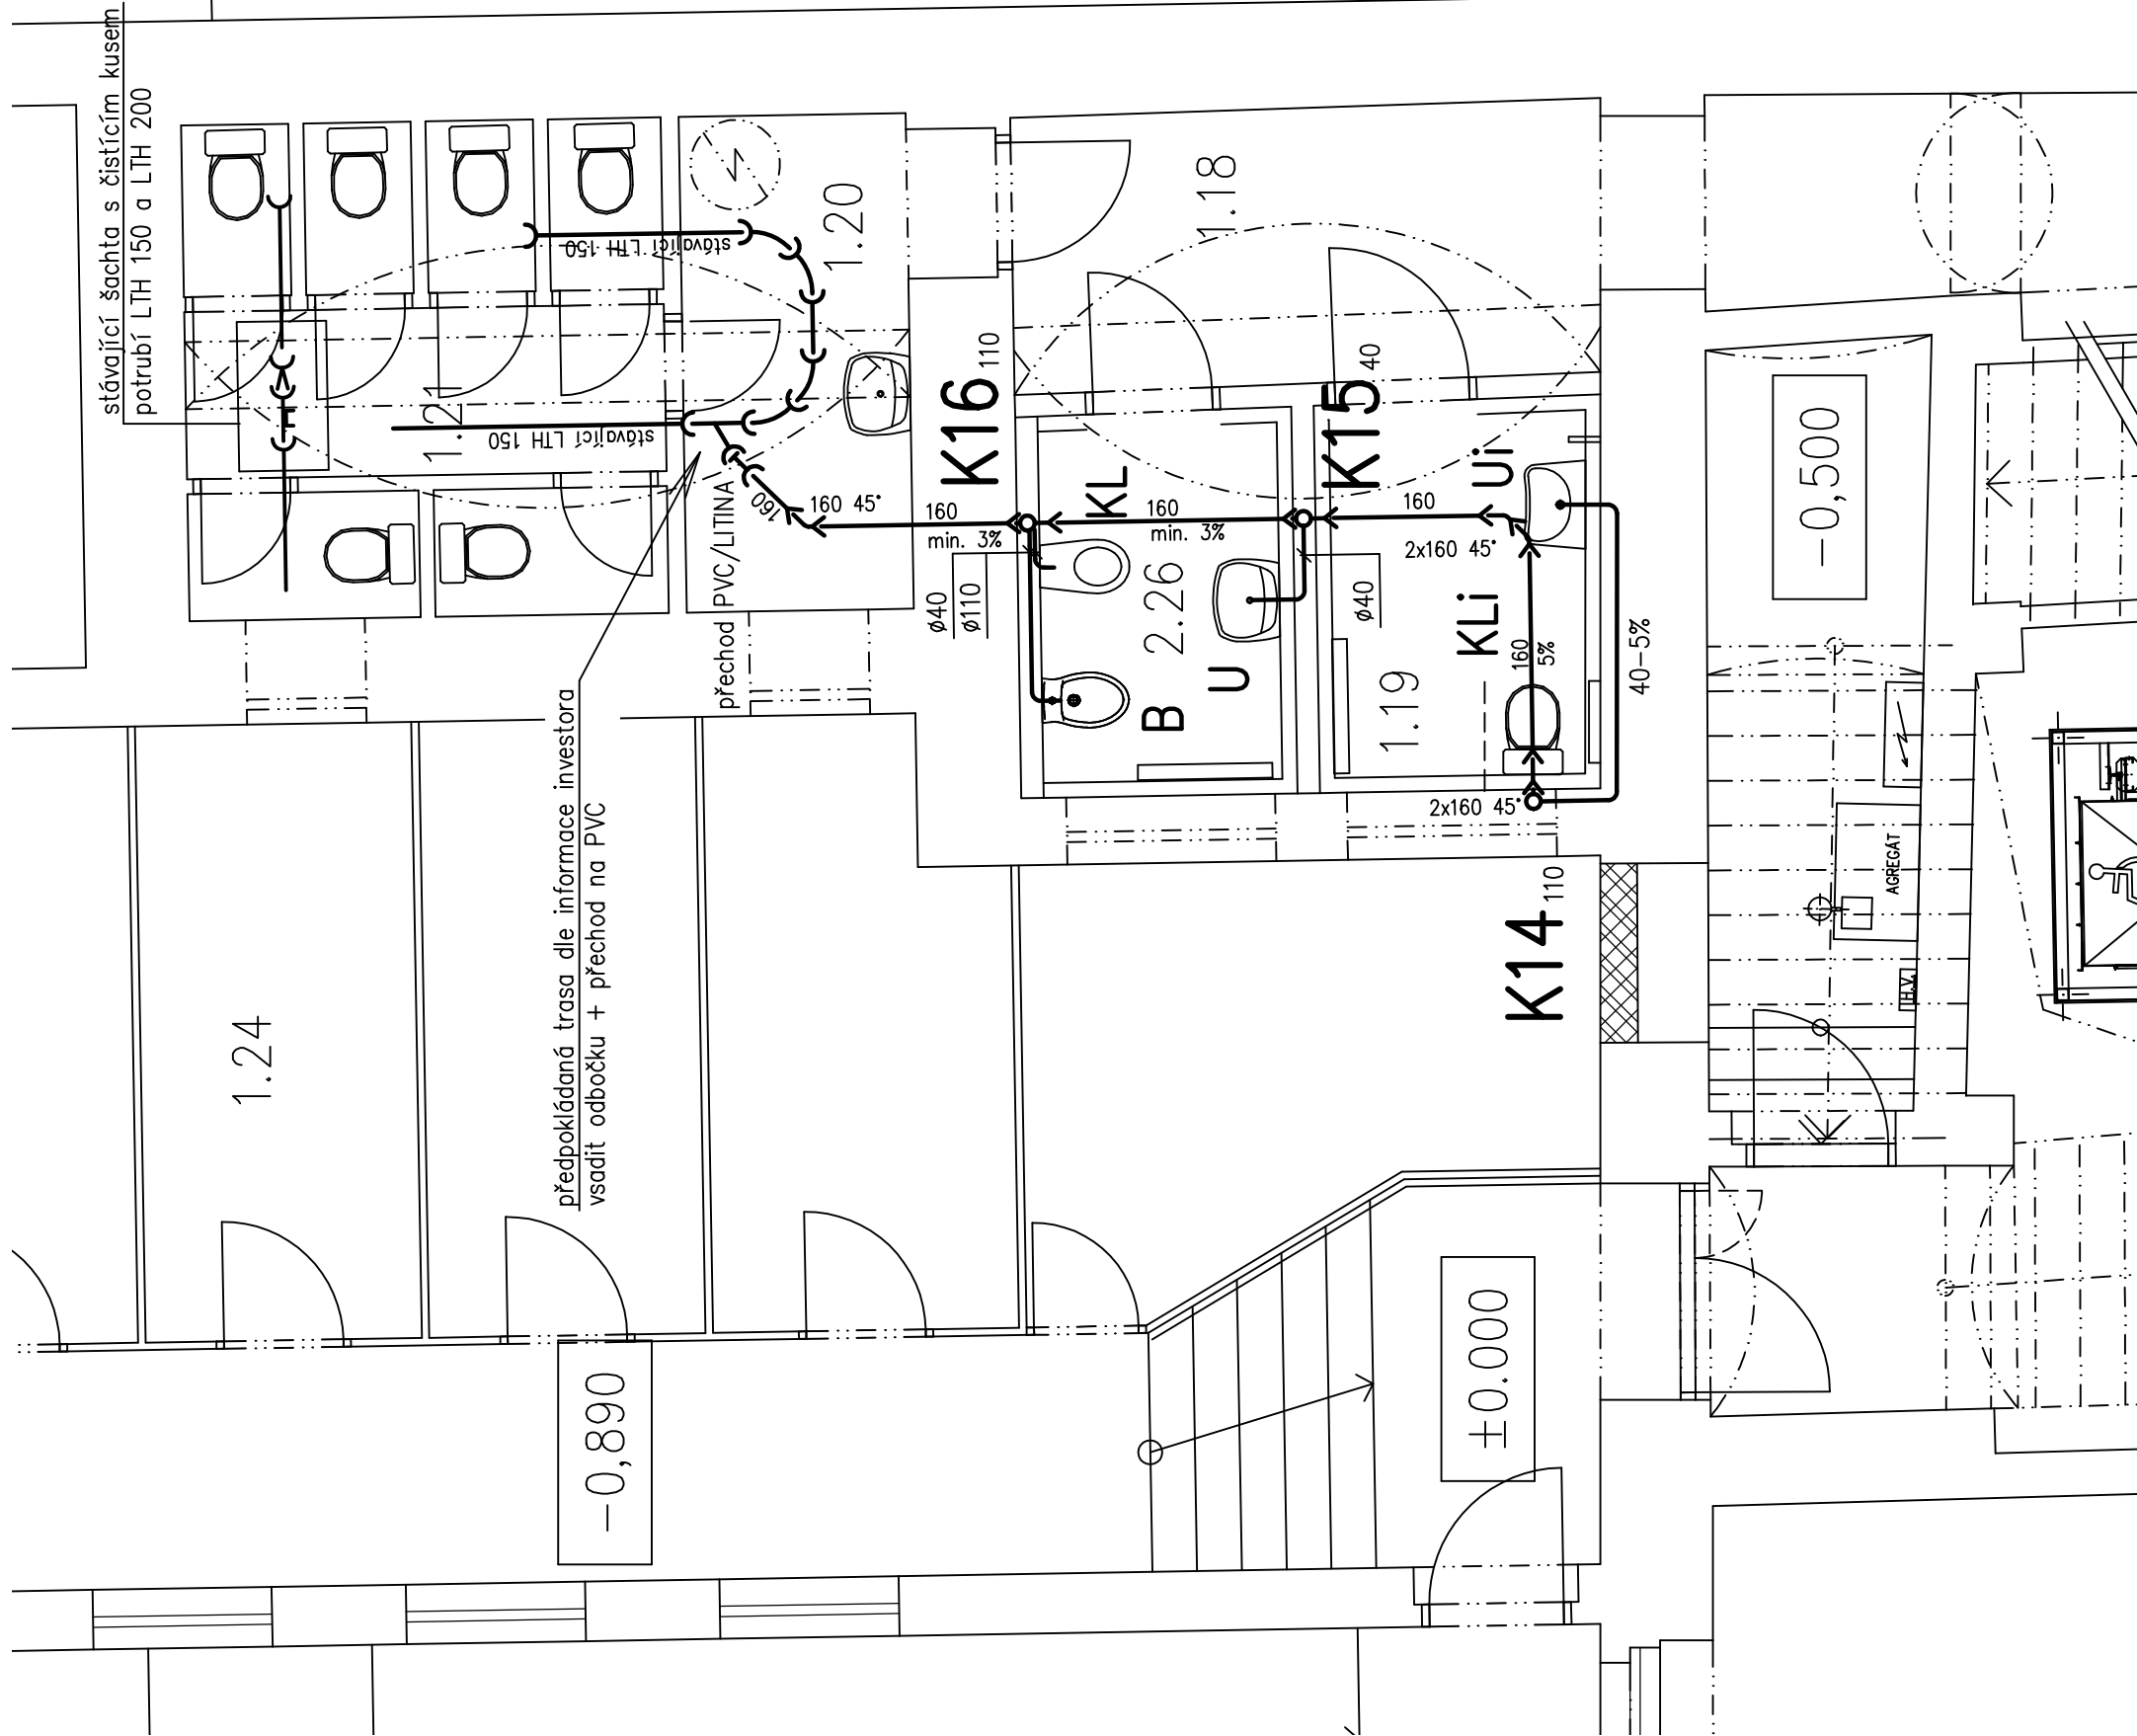 stávající šachta s čistícím kusem
potrubí LTH 150 a LTH 200
1.20
1.18
stávající LTH 150
1.21
stávající LTH 150
přechod PVC/LITINA
160
160 45°
K16 110
160
min. 3%
KL
160
min. 3%
K15 40
160
Ui
2x160 45°
-0,500
ø40
ø110
2.26
ø40
KLi
U
B
1.19
160
5%
40-5%
2x160 45°
předpokládaná trasa dle informace investora
vsadit odbočku + přechod na PVC
K14 110
AGREGÁT
H.V.
1.24
-0,890
±0.000